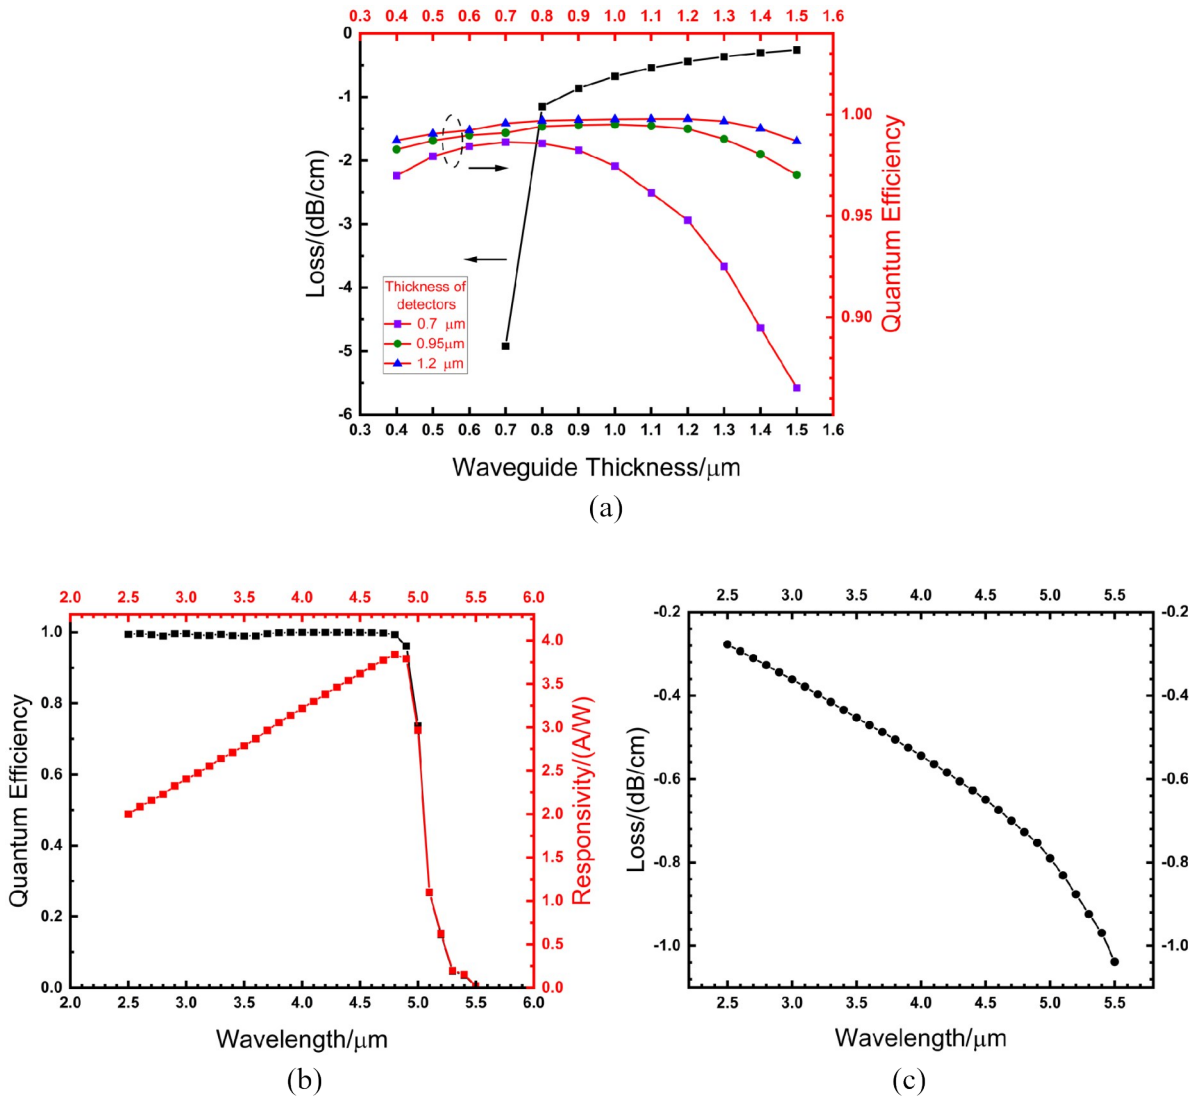 0.3 0.4 0.5 0.6 0.7 0.8 0.9 1.0 1.1 1.2 1.3 1.4 1.5 1.6
0
-1
-2
-3
-4
-5
-6
Loss/(dB/cm)
1.00
0.95
0.90
Quantum Efficiency
Thickness of
detectors
0.7 μm
0.95μm
1.2 μm
0.3 0.4 0.5 0.6 0.7 0.8 0.9 1.0 1.1 1.2 1.3 1.4 1.5 1.6
Waveguide Thickness/μm
(a)
2.0 2.5 3.0 3.5 4.0 4.5 5.0 5.5 6.0
1.0
0.8
0.6
0.4
0.2
0.0
Quantum Efficiency
4.0
3.5
3.0
2.5
2.0
1.5
1.0
0.5
0.0
Responsivity/(A/W)
2.0 2.5 3.0 3.5 4.0 4.5 5.0 5.5 6.0
Wavelength/μm
(b)
2.5 3.0 3.5 4.0 4.5 5.0 5.5
-0.2
-0.4
-0.6
-0.8
-1.0
Loss/(dB/cm)
-0.2
-0.4
-0.6
-0.8
-1.0
2.5 3.0 3.5 4.0 4.5 5.0 5.5
Wavelength/μm
(c)